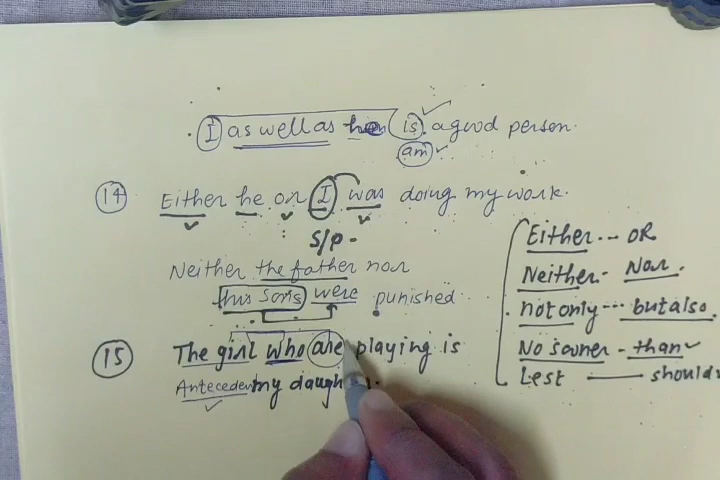 I as well as he is a good person.
am
14 Either he or I was doing my work.
S/P -
Neither the father nor
his sons were punished
15 The girl who are playing is
Antecedent my daugh
Either -- OR
Neither - Nor.
not only --- but also.
No sooner - than
Lest —— should